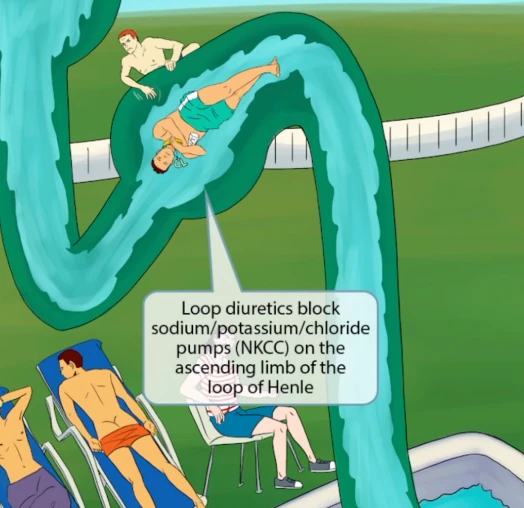 Loop diuretics block
sodium/potassium/chloride
pumps (NKCC) on the
ascending limb of the
loop of Henle